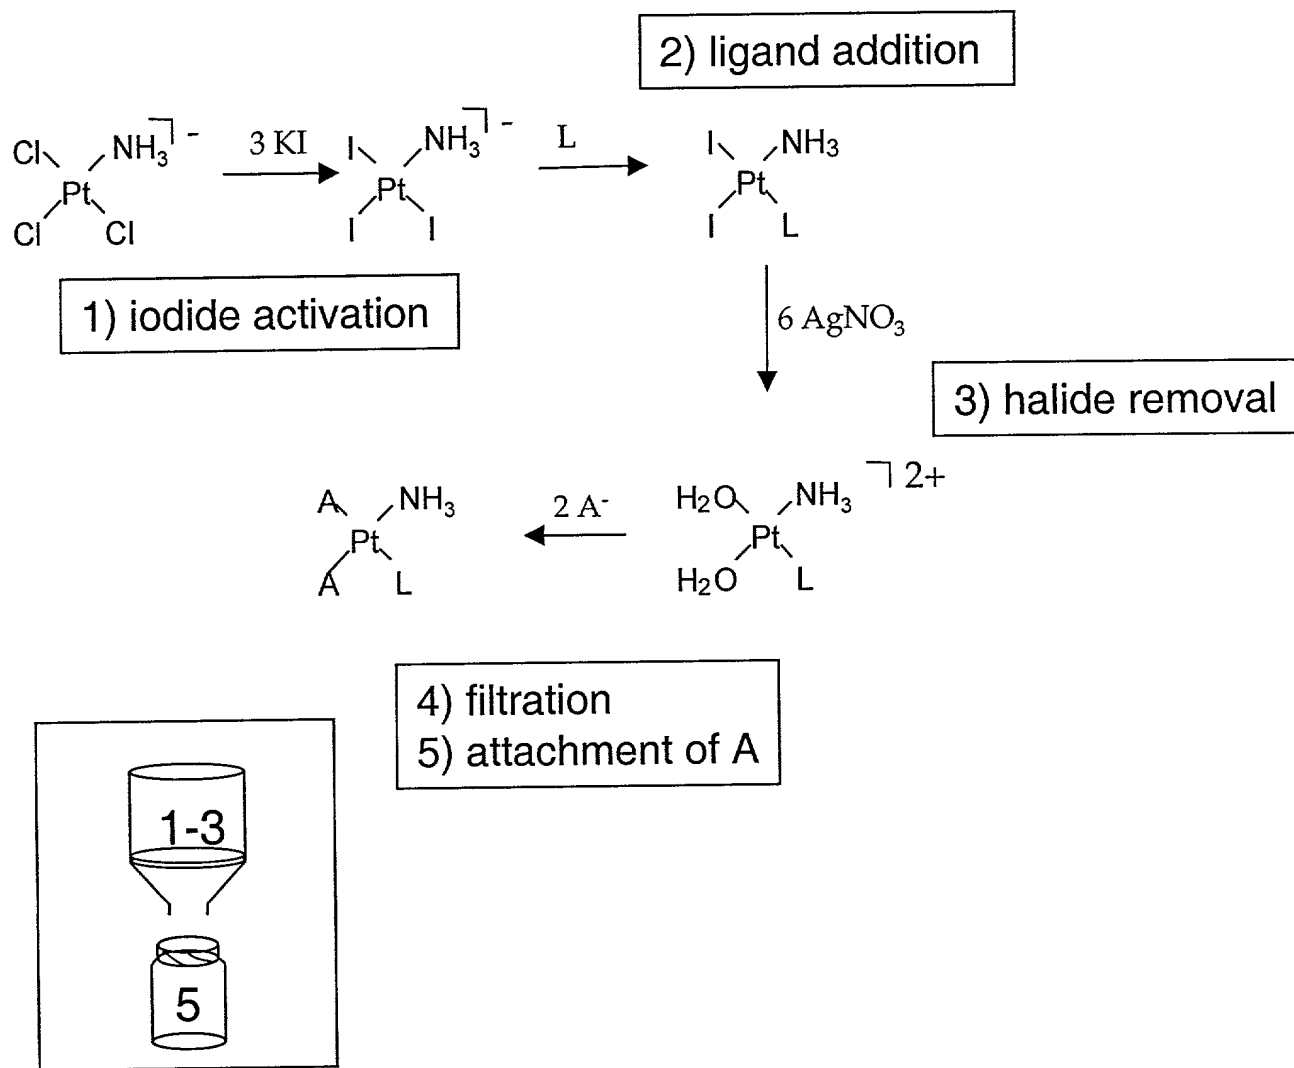 2) ligand addition
Cl NH₃ ⁻
Pt
Cl Cl
3 KI
I NH₃ ⁻
Pt
I I
L
I NH₃
Pt
I L
1) iodide activation
6 AgNO₃
3) halide removal
H₂O NH₃ 2+
Pt
H₂O L
2 A⁻
A NH₃
Pt
A L
4) filtration
5) attachment of A
1-3
5